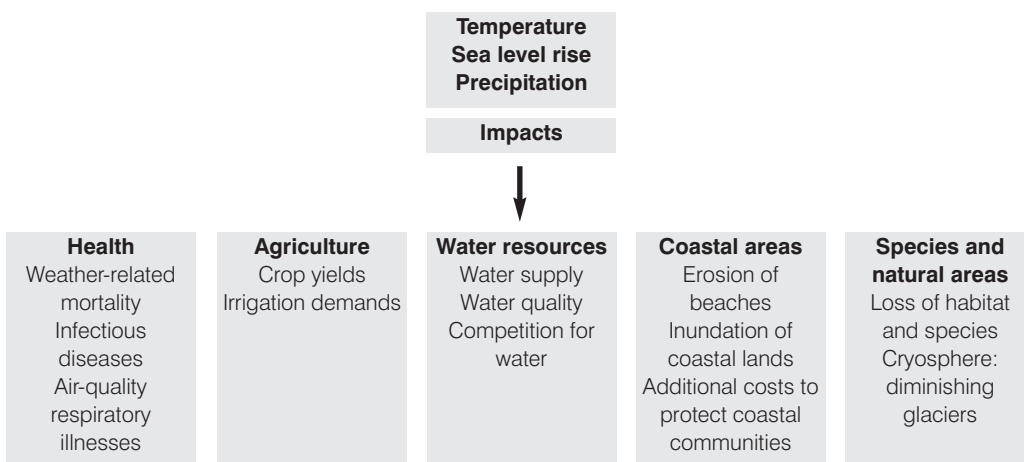 Temperature
Sea level rise
Precipitation
Impacts
Health
Weather-related
mortality
Infectious
diseases
Air-quality
respiratory
illnesses
Agriculture
Crop yields
Irrigation demands
Water resources
Water supply
Water quality
Competition for
water
Coastal areas
Erosion of
beaches
Inundation of
coastal lands
Additional costs to
protect coastal
communities
Species and
natural areas
Loss of habitat
and species
Cryosphere:
diminishing
glaciers